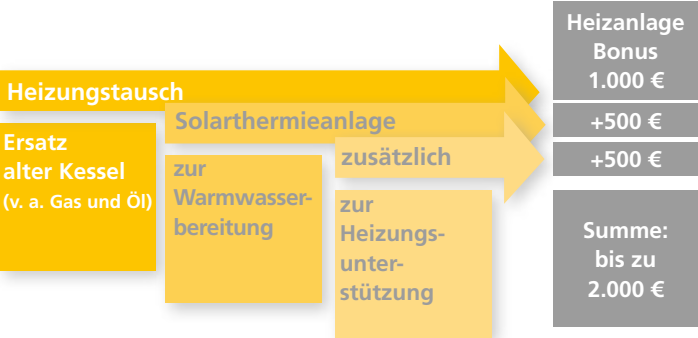 Heizungstausch
Solarthermieanlage
zusätzlich
Ersatz
alter Kessel
(v. a. Gas und Öl)
zur
Warmwasser-
bereitung
zur
Heizungs-
unter-
stützung
Heizanlage
Bonus
1.000 €
+500 €
+500 €
Summe:
bis zu
2.000 €